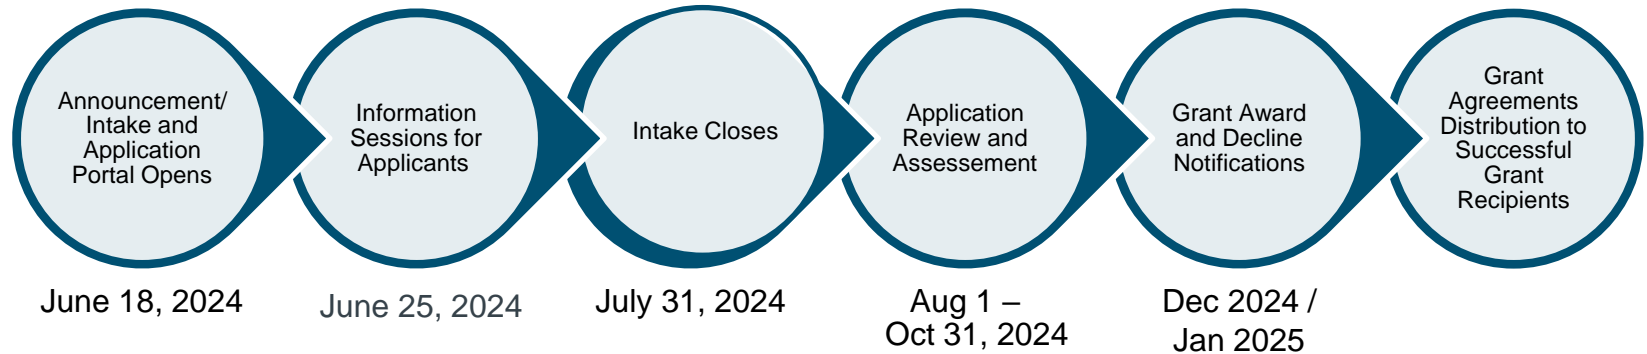 Announcement/
Intake and
Application
Portal Opens
Information
Sessions for
Applicants
Intake Closes
Application
Review and
Assessement
Grant Award
and Decline
Notifications
Grant
Agreements
Distribution to
Successful
Grant
Recipients
June 18, 2024
June 25, 2024
July 31, 2024
Aug 1 –
Oct 31, 2024
Dec 2024 /
Jan 2025